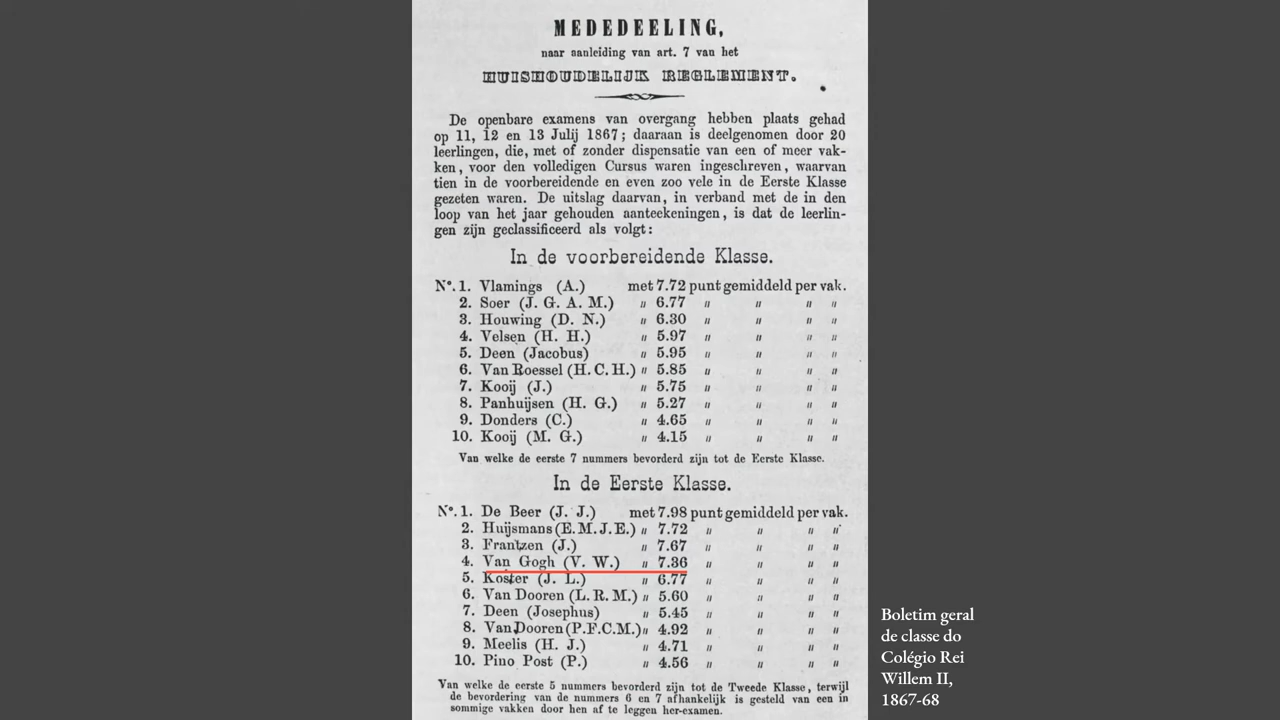 MEDEDEELING,
naar aanleiding van art. 7 van het
HUISHOUDELIJK REGLEMENT.
De openbare examens van overgang hebben plaats gehad
op 11, 12 en 13 Julij 1867; daaraan is deelgenomen door 20
leerlingen, die, met of zonder dispensatie van een of meer vak-
ken, voor den volledigen Cursus waren ingeschreven, waarvan
tien in de voorbereidende en even zoo vele in de Eerste Klasse
gezeten waren. De uitslag daarvan, in verband met de in den
loop van het jaar gehouden aanteekeningen, is dat de leerlin-
gen zijn geclassificeerd als volgt:
In de voorbereidende Klasse.
N°. 1. Vlamings (A.) met 7.72 punt gemiddeld per vak.
2. Soer (J. G. A. M.) " 6.77 " " " "
3. Houwing (D. N.) " 6.30 " " " "
4. Velsen (H. H.) " 5.97 " " " "
5. Deen (Jacobus) " 5.95 " " " "
6. Van Roessel (H. C. H.) " 5.85 " " " "
7. Kooij (J.) " 5.75 " " " "
8. Panhuijsen (H. G.) " 5.27 " " " "
9. Donders (C.) " 4.65 " " " "
10. Kooij (M. G.) " 4.15 " " " "
Van welke de eerste 7 nummers bevorderd zijn tot de Eerste Klasse.
In de Eerste Klasse.
N°. 1. De Beer (J. J.) met 7.98 punt gemiddeld per vak.
2. Huijsmans (E. M. J. E.) " 7.72 " " " "
3. Frantzen (J.) " 7.67 " " " "
4. Van Gogh (V. W.) " 7.36 " " " "
5. Koster (J. L.) " 6.77 " " " "
6. Van Dooren (L. R. M.) " 5.60 " " " "
7. Deen (Josephus) " 5.45 " " " "
8. Van Dooren (P. F. C. M.) " 4.92 " " " "
9. Meelis (H. J.) " 4.71 " " " "
10. Pino Post (P.) " 4.56 " " " "
Van welke de eerste 5 nummers bevorderd zijn tot de Tweede Klasse, terwijl
de bevordering van de nummers 6 en 7 afhankelijk is gesteld van een in
sommige vakken door hen af te leggen her-examen.
Boletim geral
de classe do
Colégio Rei
Willem II,
1867-68